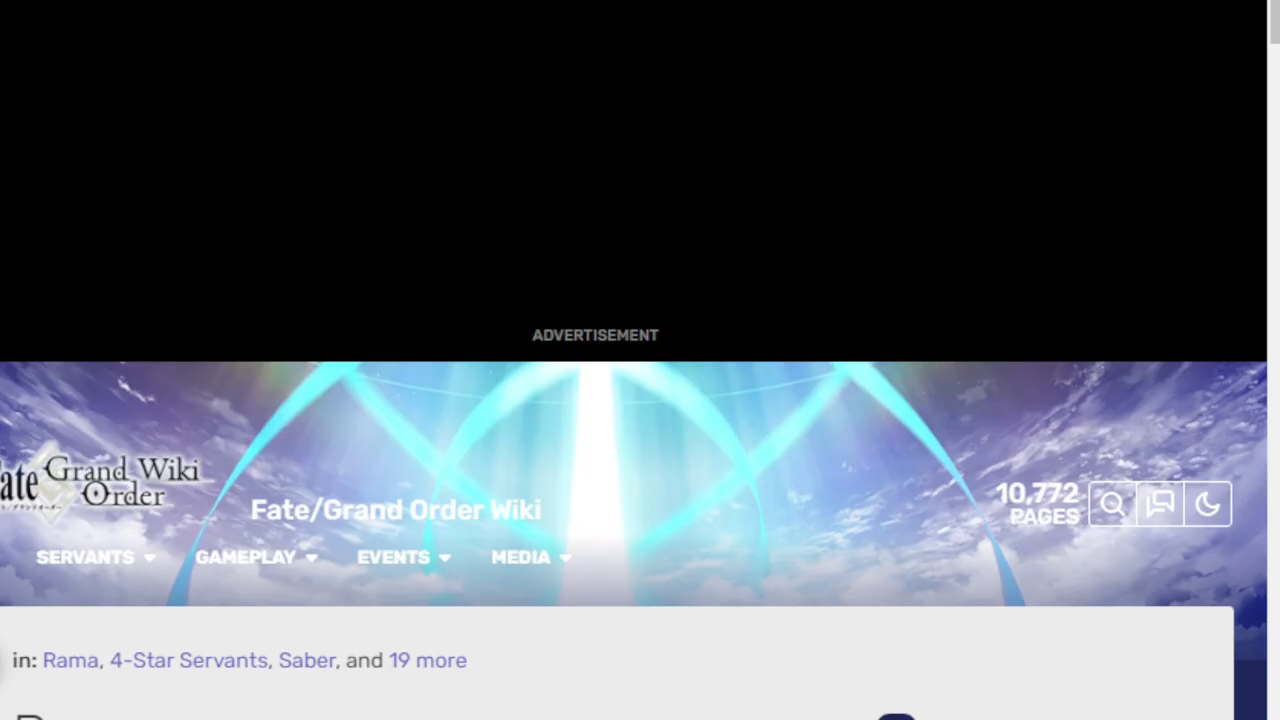 ADVERTISEMENT
Grand Wiki
Order
Fate/Grand Order Wiki
10,772
PAGES
SERVANTS
GAMEPLAY
EVENTS
MEDIA
in: Rama, 4-Star Servants, Saber, and 19 more